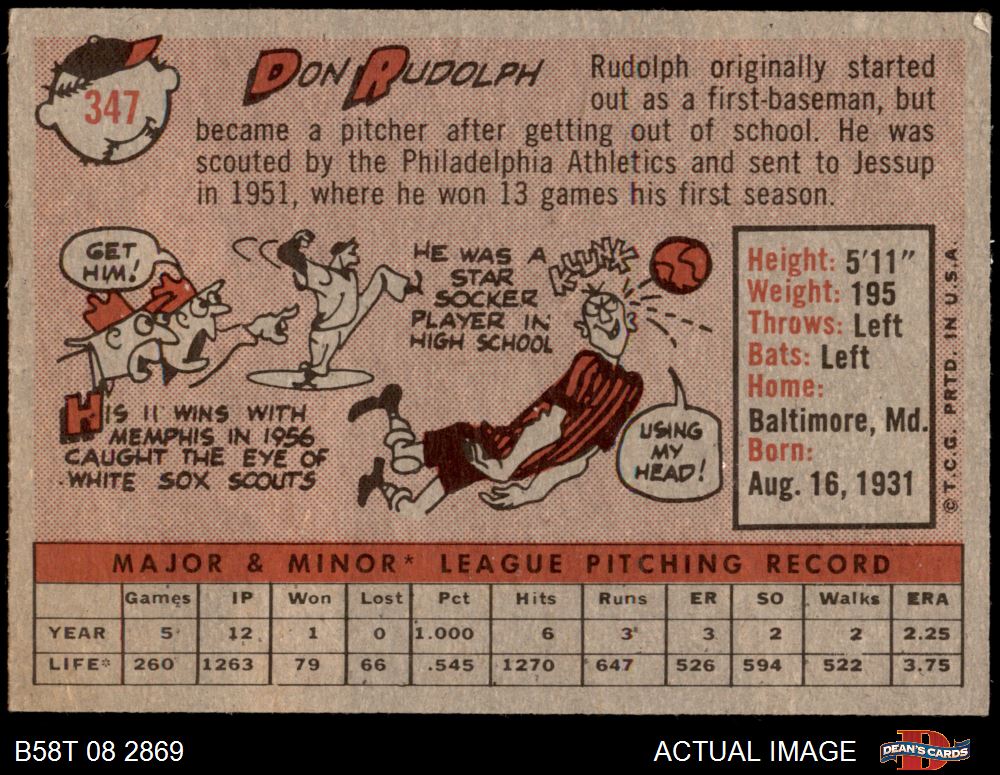 347
DON RUDOLPH
Rudolph originally started
out as a first-baseman, but
became a pitcher after getting out of school. He was
scouted by the Philadelphia Athletics and sent to Jessup
in 1951, where he won 13 games his first season.
GET
HIM!
HIS 11 WINS WITH
MEMPHIS IN 1956
CAUGHT THE EYE OF
WHITE SOX SCOUTS
HE WAS A
STAR
SOCKER
PLAYER IN
HIGH SCHOOL
KLUNK
USING
MY
HEAD!
Height: 5'11"
Weight: 195
Throws: Left
Bats: Left
Home:
Baltimore, Md.
Born:
Aug. 16, 1931
© T.C.G. PRTD. IN U.S.A.
MAJOR & MINOR* LEAGUE PITCHING RECORD
Games IP Won Lost Pct Hits Runs ER SO Walks ERA
YEAR 5 12 1 0 1.000 6 3 3 2 2 2.25
LIFE* 260 1263 79 66 .545 1270 647 526 594 522 3.75
B58T 08 2869
ACTUAL IMAGE
DEAN'S CARDS